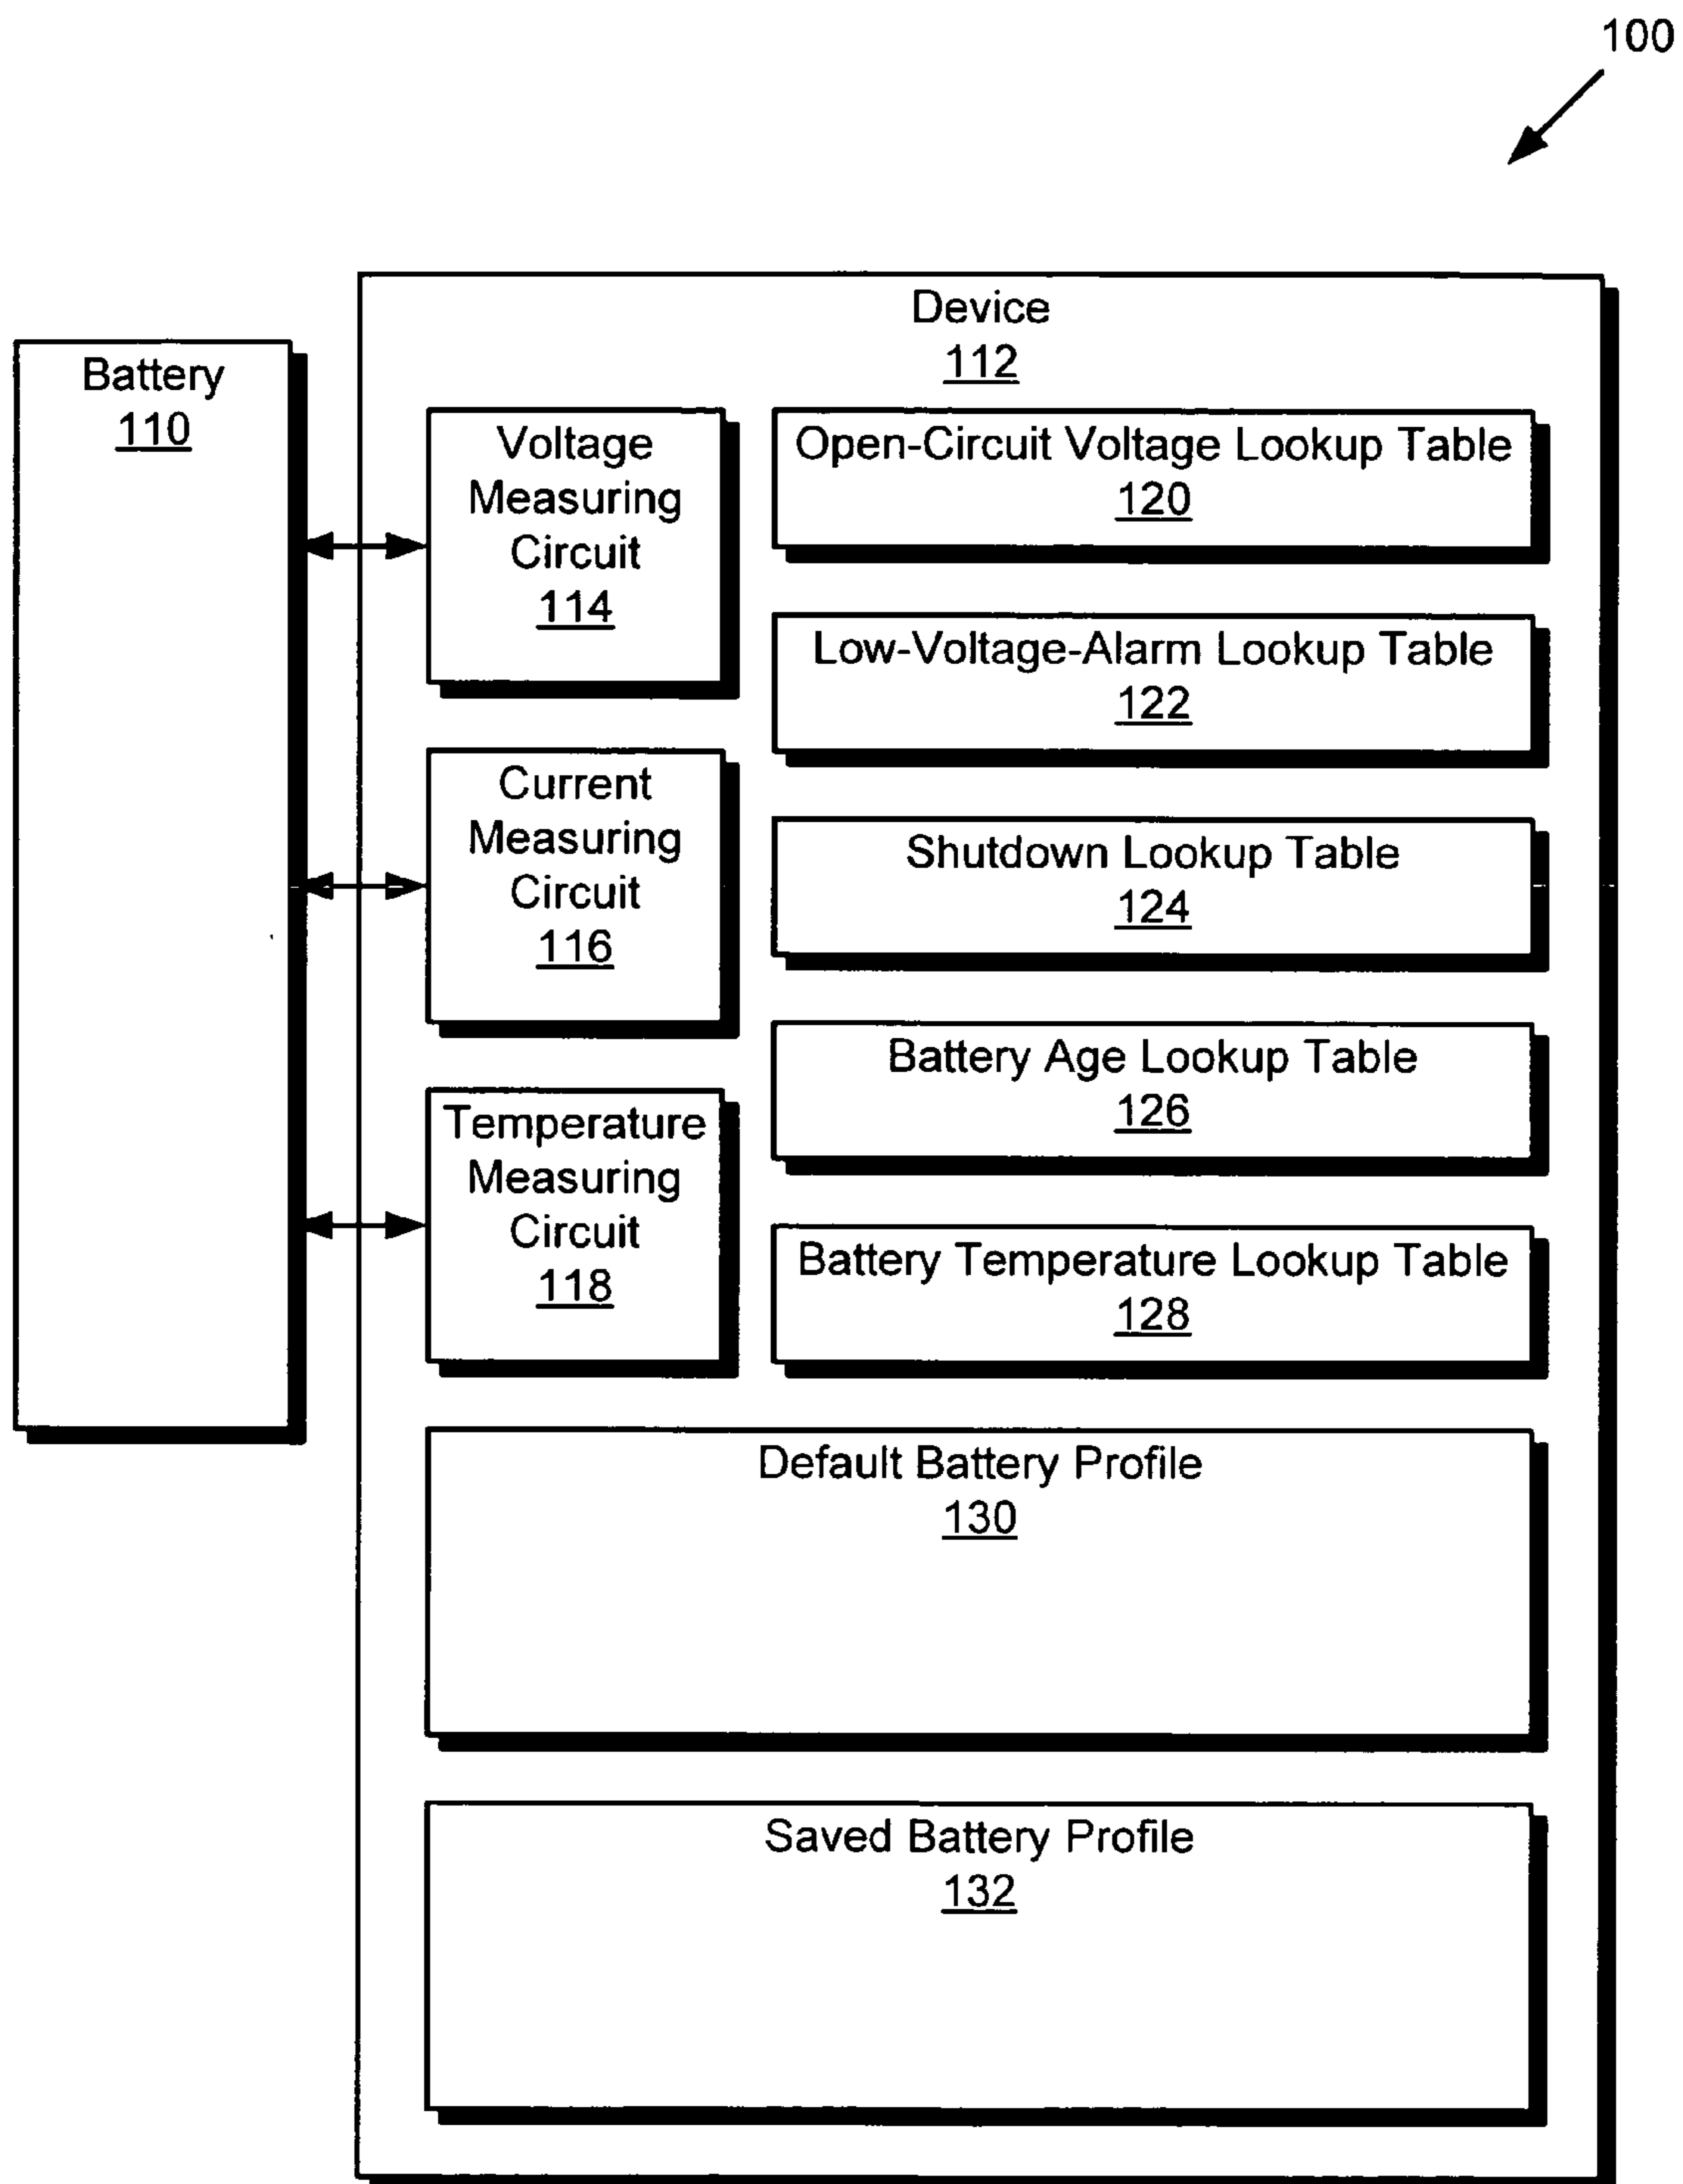 100
Device
112
Battery
110
Voltage
Measuring
Circuit
114
Open-Circuit Voltage Lookup Table
120
Low-Voltage-Alarm Lookup Table
122
Current
Measuring
Circuit
116
Shutdown Lookup Table
124
Battery Age Lookup Table
126
Temperature
Measuring
Circuit
118
Battery Temperature Lookup Table
128
Default Battery Profile
130
Saved Battery Profile
132